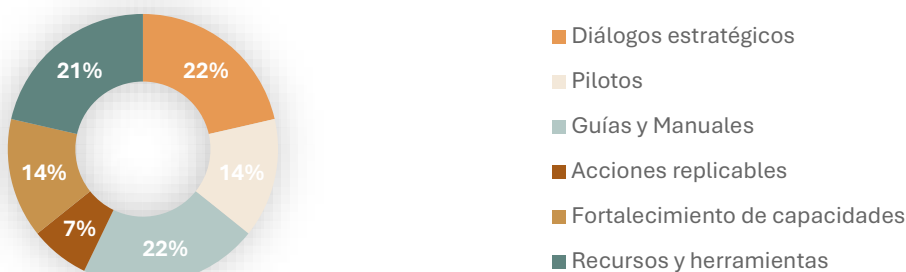 21%
22%
14%
14%
7%
22%
Diálogos estratégicos
Pilotos
Guías y Manuales
Acciones replicables
Fortalecimiento de capacidades
Recursos y herramientas